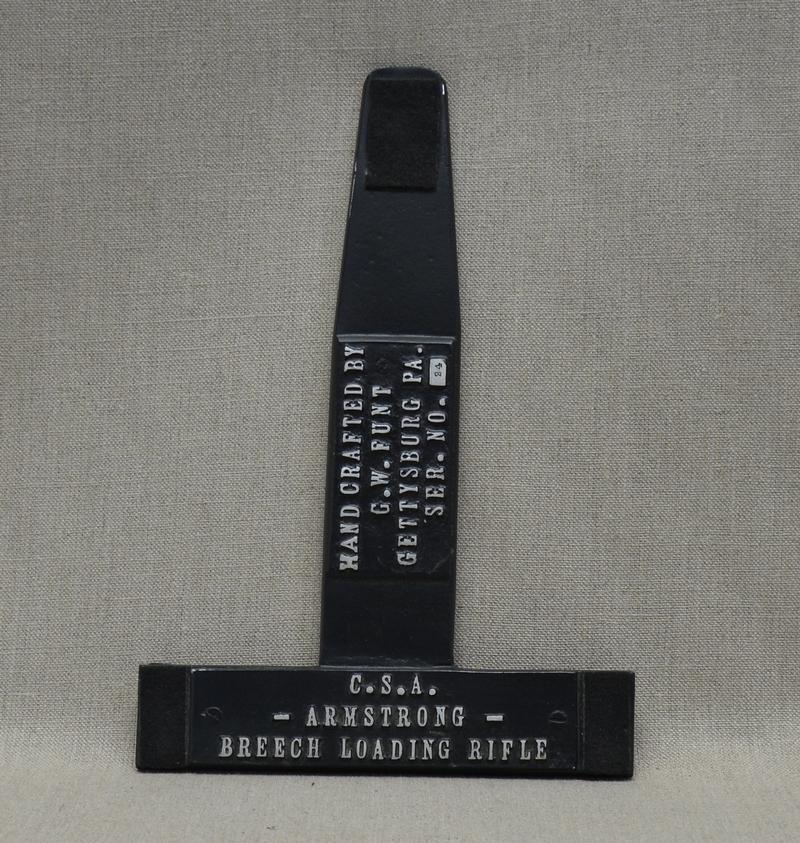 HAND CRAFTED BY
G.W. FUNT
GETTYSBURG PA.
SER. NO. 24
C.S.A.
- ARMSTRONG -
BREECH LOADING RIFLE